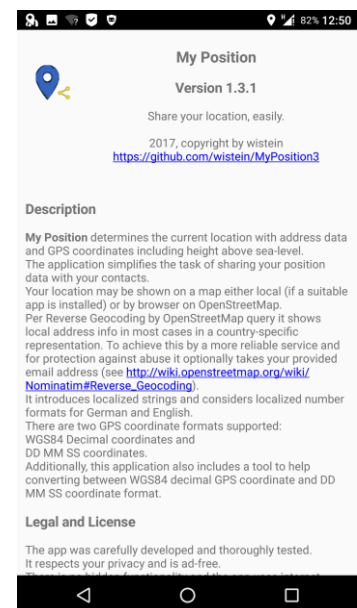 82% 12:50
My Position
Version 1.3.1
Share your location, easily.
2017, copyright by wistein
https://github.com/wistein/MyPosition3
Description
My Position determines the current location with address data
and GPS coordinates including height above sea-level.
The application simplifies the task of sharing your position
data with your contacts.
Your location may be shown on a map either local (if a suitable
app is installed) or by browser on OpenStreetMap.
Per Reverse Geocoding by OpenStreetMap query it shows
local address info in most cases in a country-specific
representation. To achieve this by a more reliable service and
for protection against abuse it optionally takes your provided
email address (see http://wiki.openstreetmap.org/wiki/
Nominatim#Reverse_Geocoding).
It introduces localized strings and considers localized number
formats for German and English.
There are two GPS coordinate formats supported:
WGS84 Decimal coordinates and
DD MM SS coordinates.
Additionally, this application also includes a tool to help
converting between WGS84 decimal GPS coordinate and DD
MM SS coordinate format.
Legal and License
The app was carefully developed and thoroughly tested.
It respects your privacy and is ad-free.